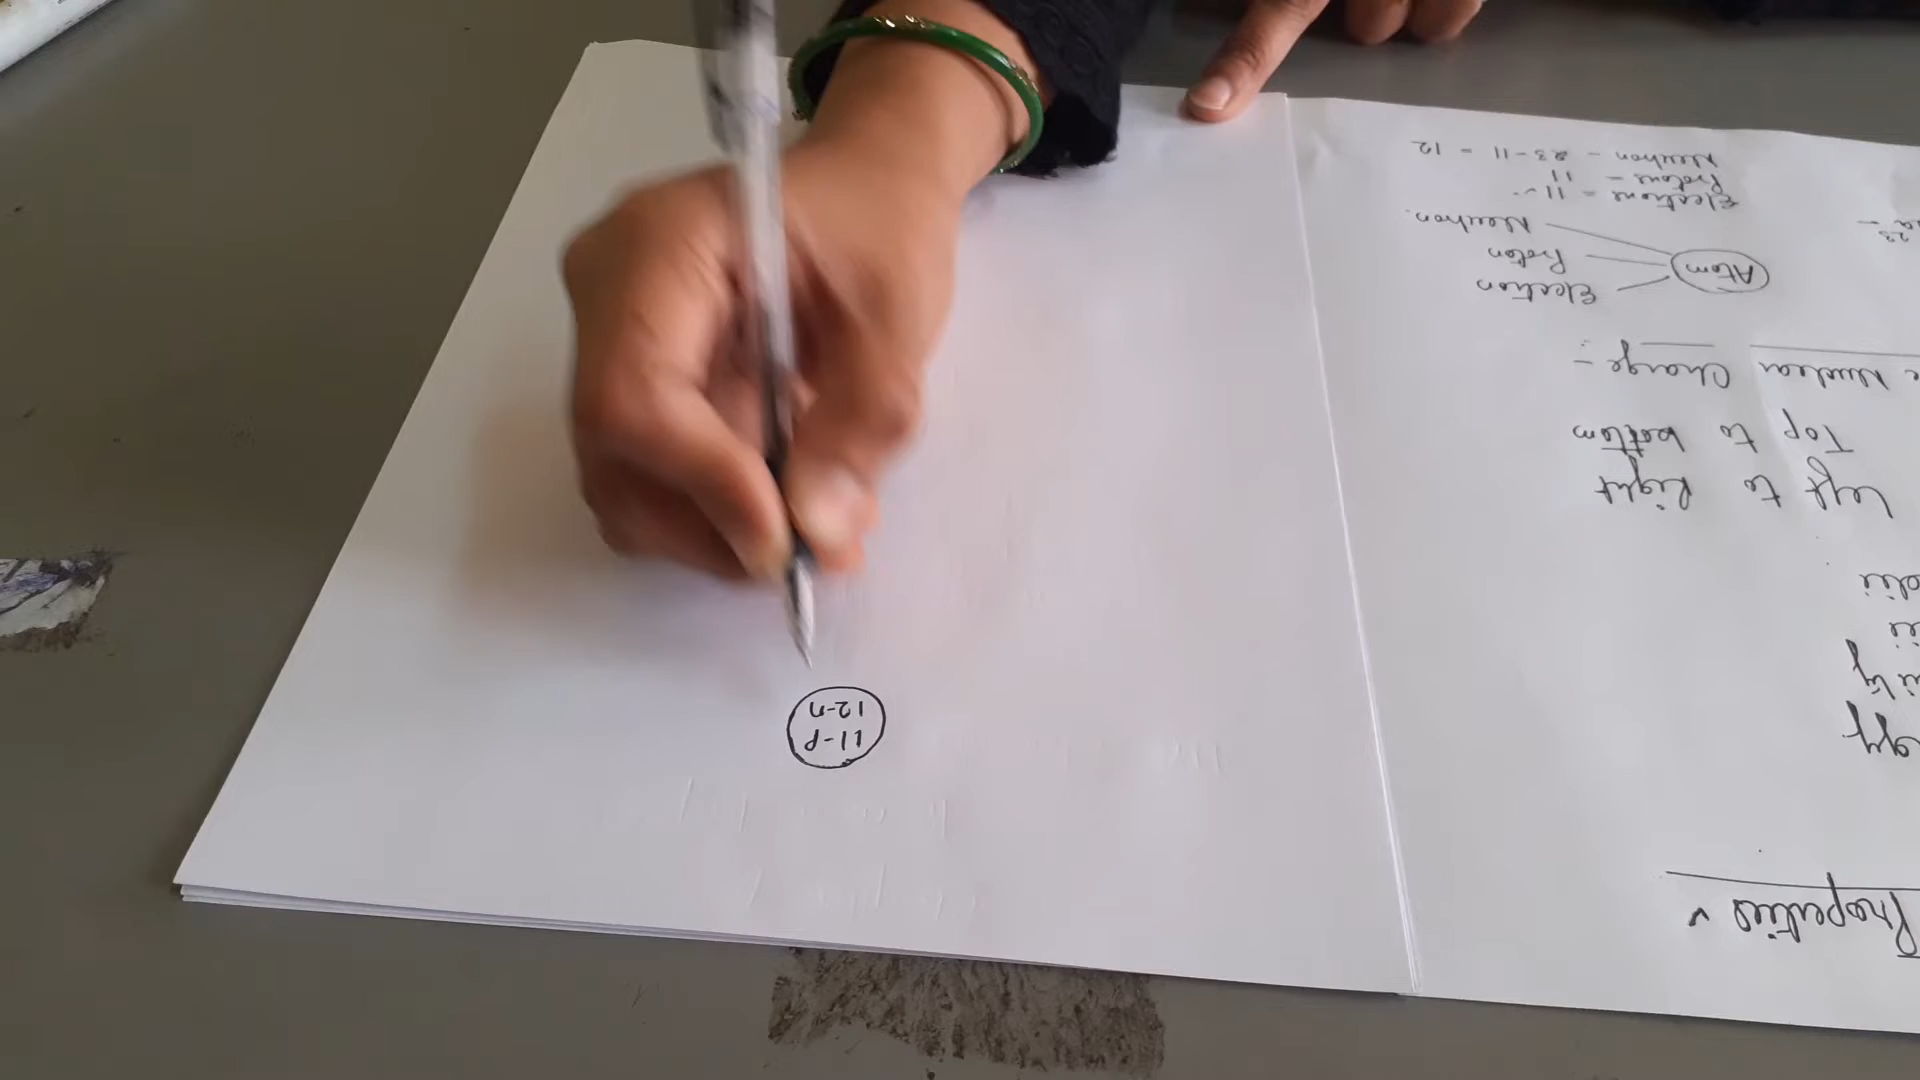 Properties ✓
Left to Right
Top to bottom
Nuclear Charge :-
Electron
Atom Proton
Neutron.
Electrons = 11
Protons - 11
Neutron - 23-11 = 12
11-P
12-n